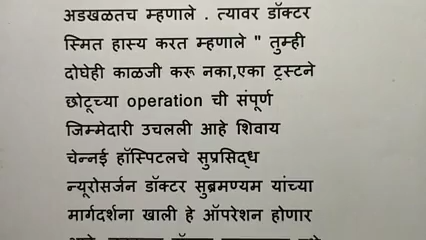 अडखळतच म्हणाले . त्यावर डॉक्टर
स्मित हास्य करत म्हणाले " तुम्ही
दोघेही काळजी करू नका,एका ट्रस्टने
छोटूच्या operation ची संपूर्ण
जिम्मेदारी उचलली आहे शिवाय
चेन्नई हॉस्पिटलचे सुप्रसिद्ध
न्यूरोसर्जन डॉक्टर सुब्रमण्यम यांच्या
मार्गदर्शना खाली हे ऑपरेशन होणार